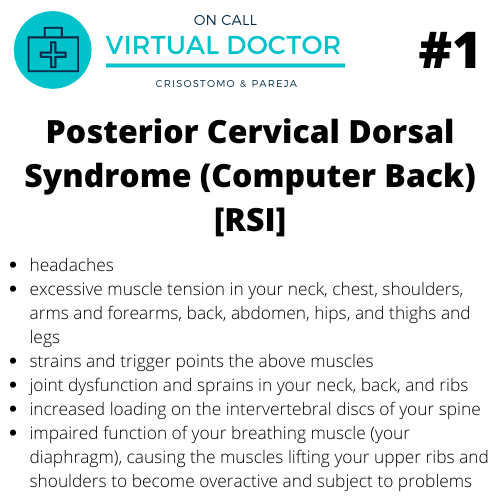 ON CALL
VIRTUAL DOCTOR
CRISOSTOMO & PAREJA
#1
Posterior Cervical Dorsal
Syndrome (Computer Back)
[RSI]
• headaches
• excessive muscle tension in your neck, chest, shoulders,
arms and forearms, back, abdomen, hips, and thighs and
legs
• strains and trigger points the above muscles
• joint dysfunction and sprains in your neck, back, and ribs
• increased loading on the intervertebral discs of your spine
• impaired function of your breathing muscle (your
diaphragm), causing the muscles lifting your upper ribs and
shoulders to become overactive and subject to problems